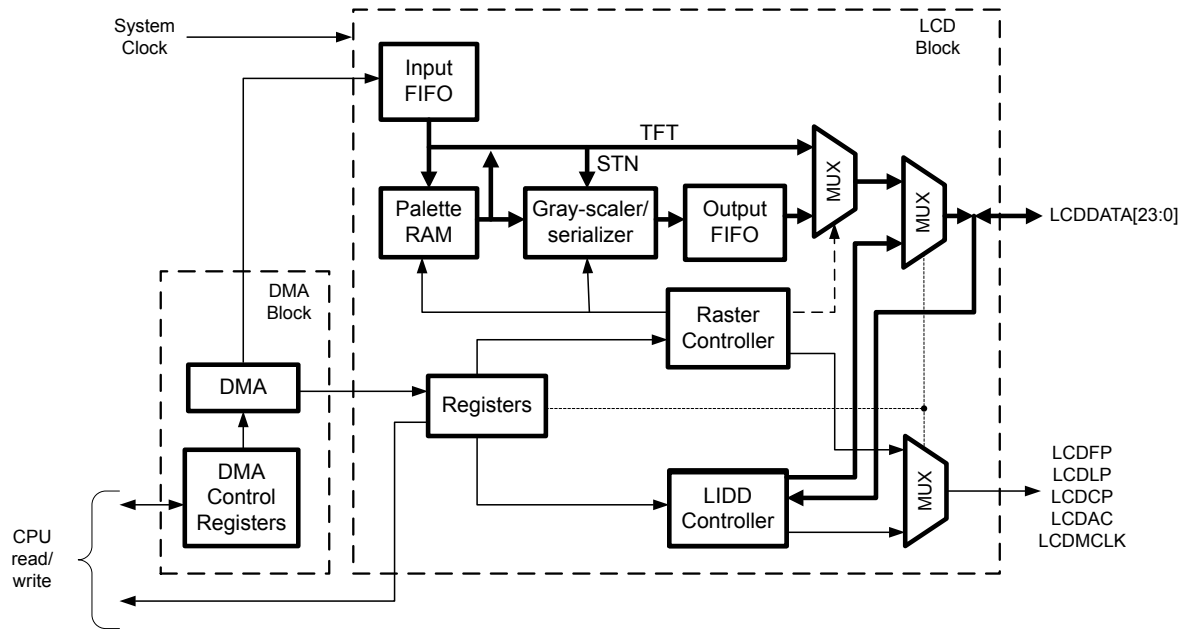 System
Clock
LCD
Block
Input
FIFO
TFT
STN
MUX
MUX
Palette
RAM
Gray-scaler/
serializer
Output
FIFO
LCDDATA[23:0]
DMA
Block
Raster
Controller
DMA
Registers
DMA
Control
Registers
LIDD
Controller
MUX
LCDFP
LCDLP
LCDCP
LCDAC
LCDMCLK
CPU
read/
write